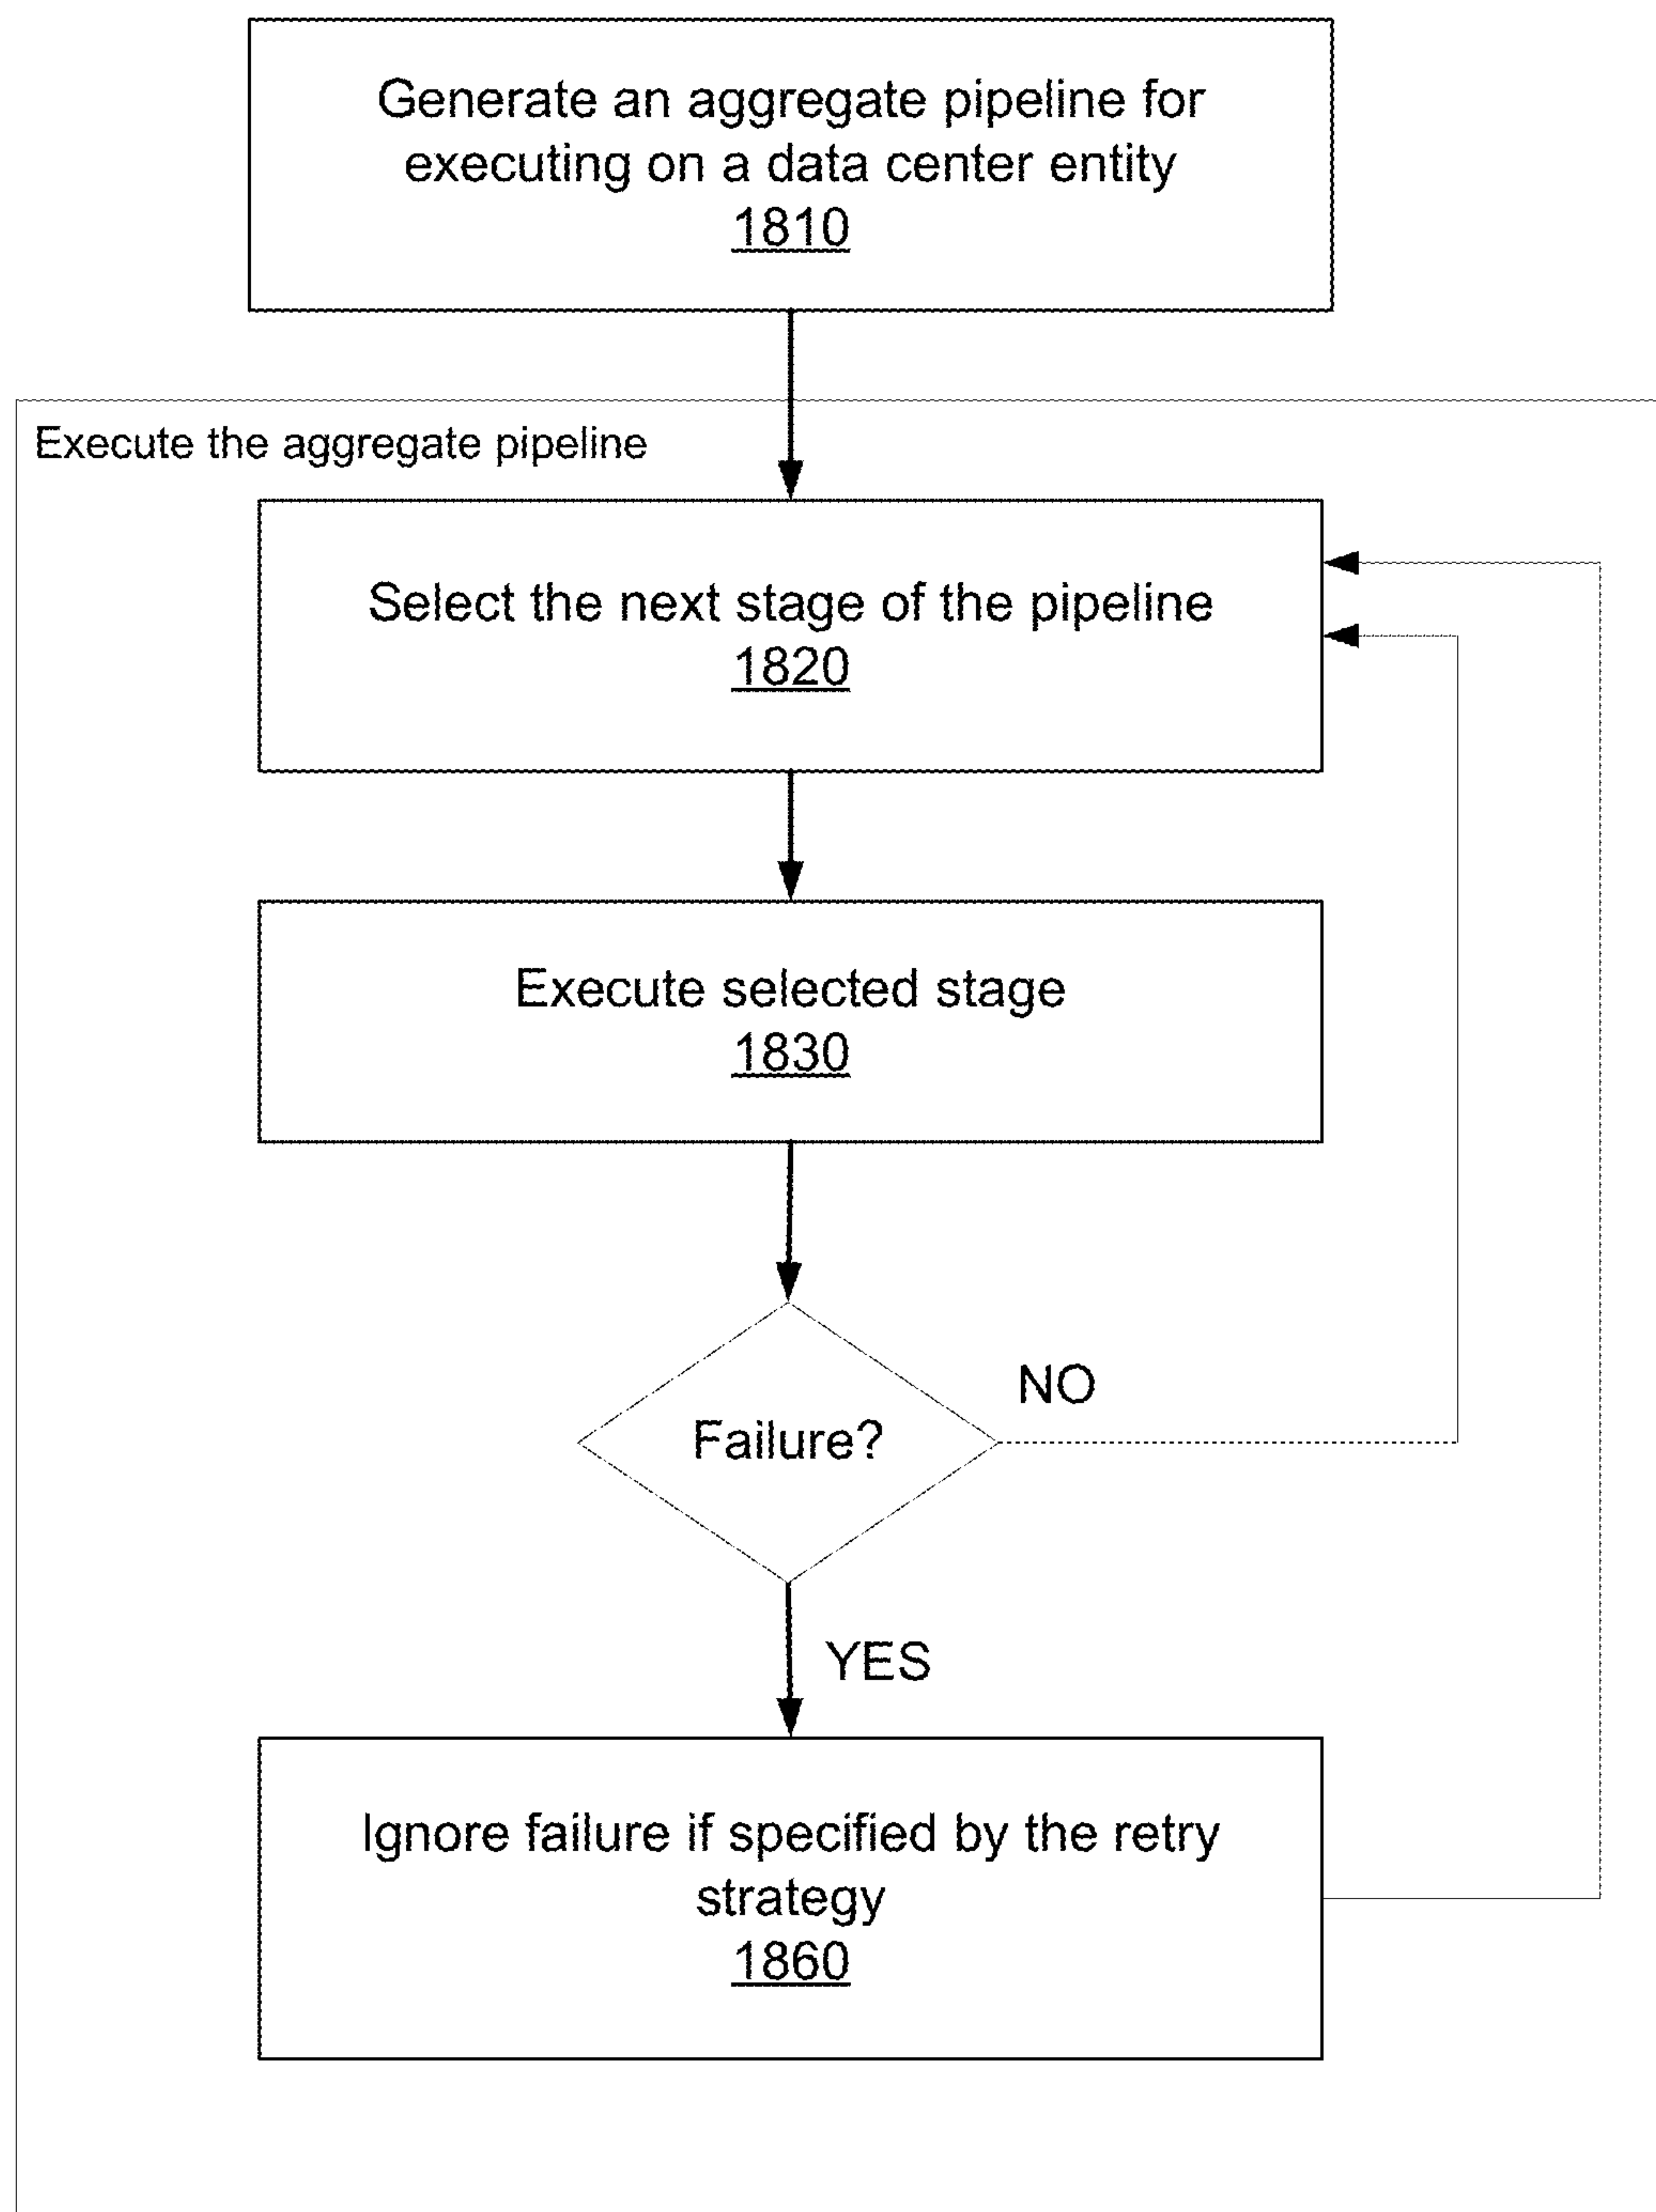 Generate an aggregate pipeline for
executing on a data center entity
1810
Execute the aggregate pipeline
Select the next stage of the pipeline
1820
Execute selected stage
1830
NO
Failure?
YES
Ignore failure if specified by the retry
strategy
1860